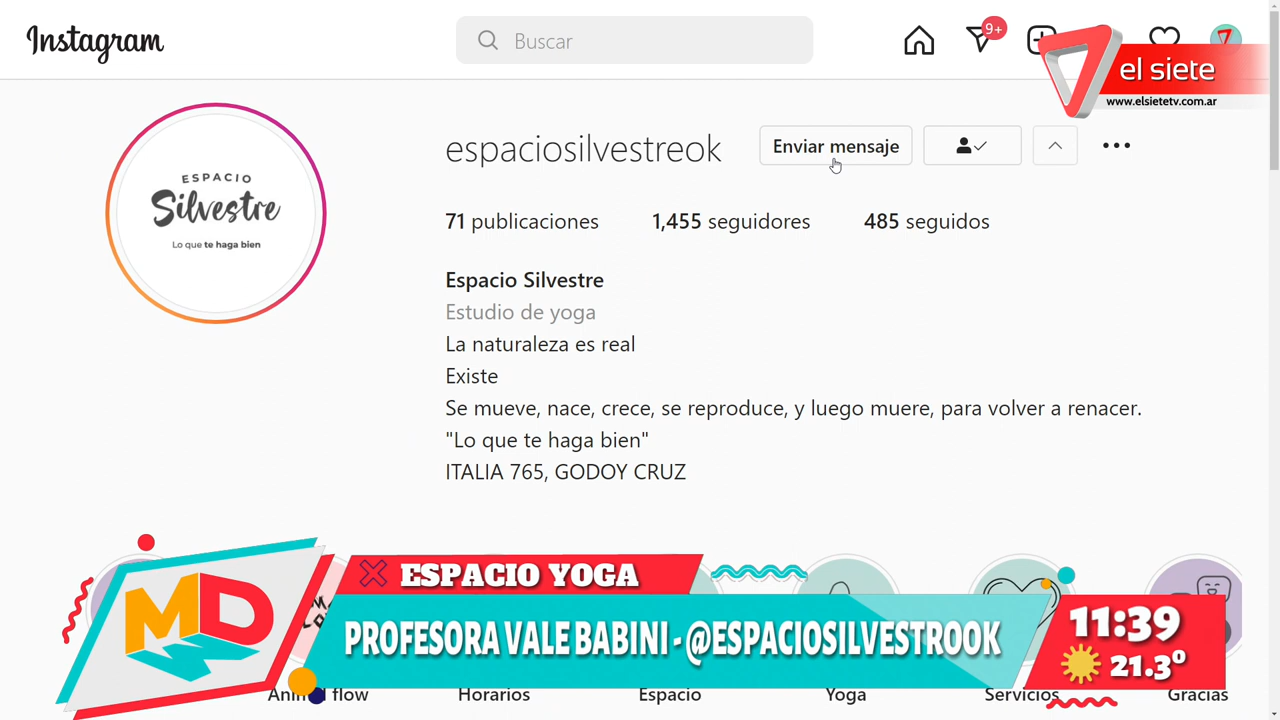 Instagram
Buscar
9+
el siete
www.elsietetv.com.ar
espaciosilvestreok
Enviar mensaje
ESPACIO
Silvestre
Lo que te haga bien
71 publicaciones
1,455 seguidores
485 seguidos
Espacio Silvestre
Estudio de yoga
La naturaleza es real
Existe
Se mueve, nace, crece, se reproduce, y luego muere, para volver a renacer.
"Lo que te haga bien"
ITALIA 765, GODOY CRUZ
ESPACIO YOGA
MD
PROFESORA VALE BABINI - @ESPACIOSILVESTROOK
11:39
21.3º
Animal flow
Horarios
Espacio
Yoga
Servicios
Gracias